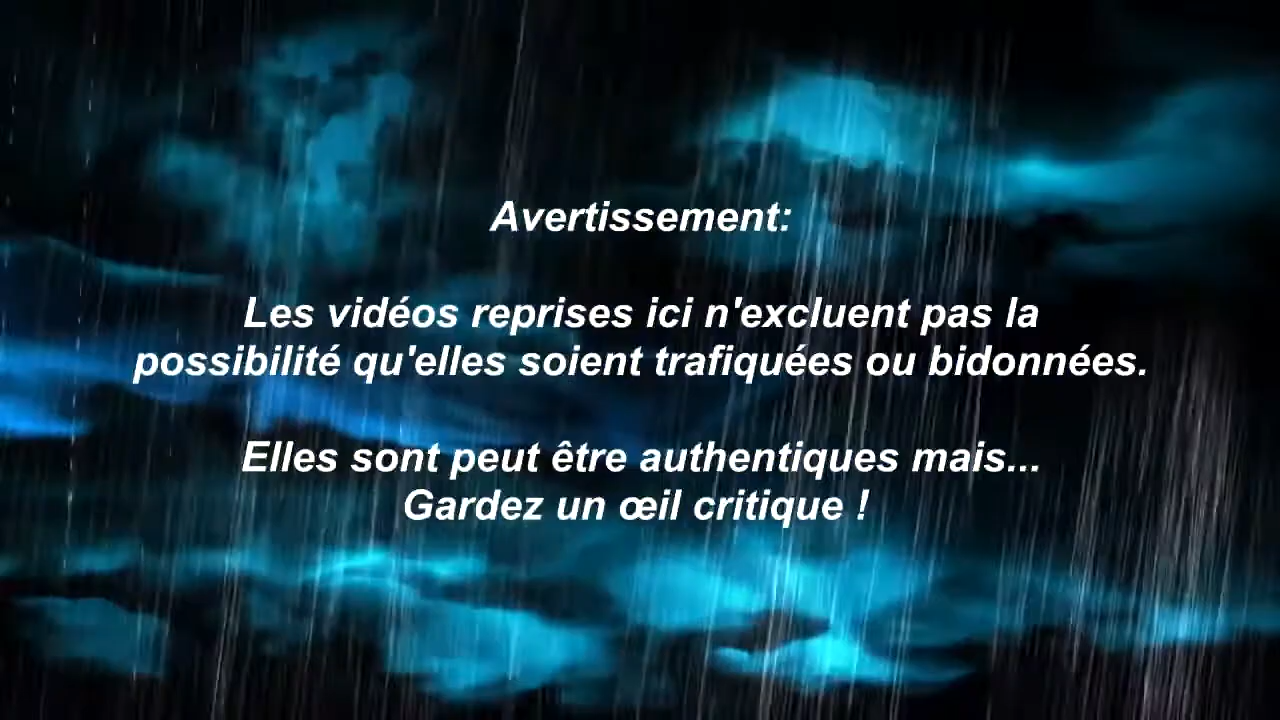 Avertissement:
Les vidéos reprises ici n'excluent pas la
possibilité qu'elles soient trafiquées ou bidonnées.
Elles sont peut être authentiques mais...
Gardez un œil critique !